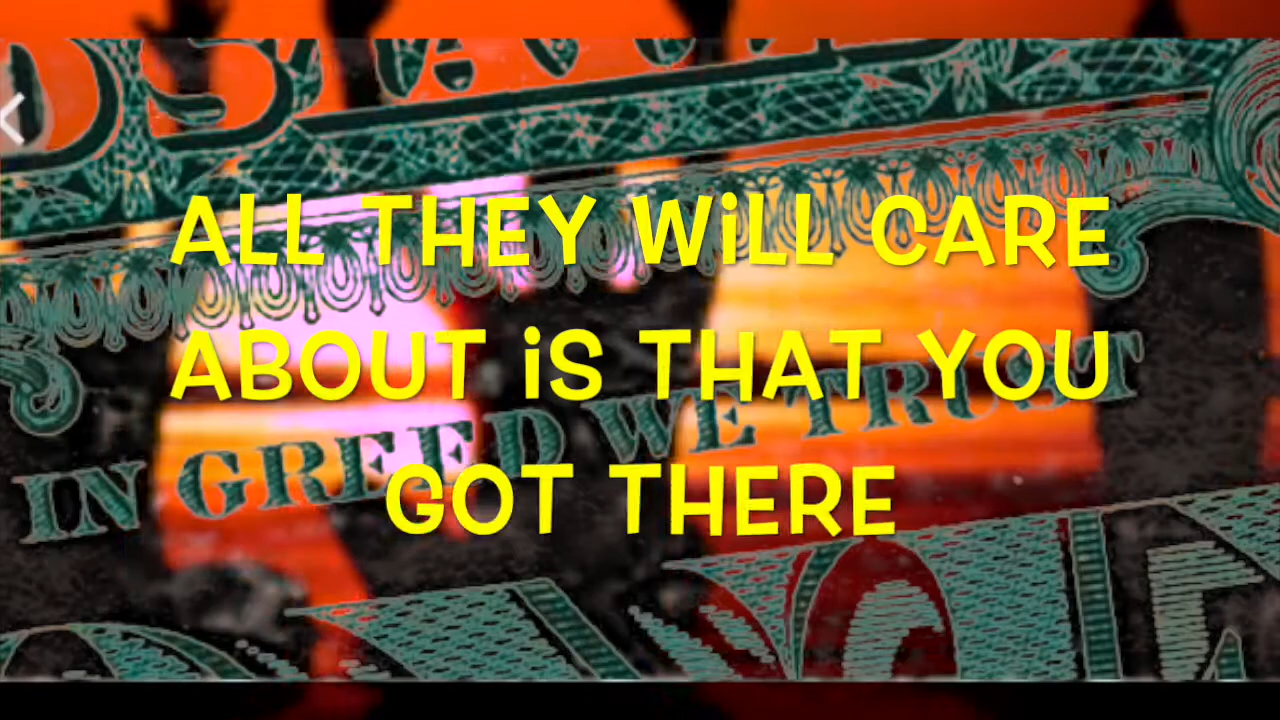 ALL THEY WiLL CARE
ABOUT iS THAT YOU
GOT THERE
IN GREED WE TRUST